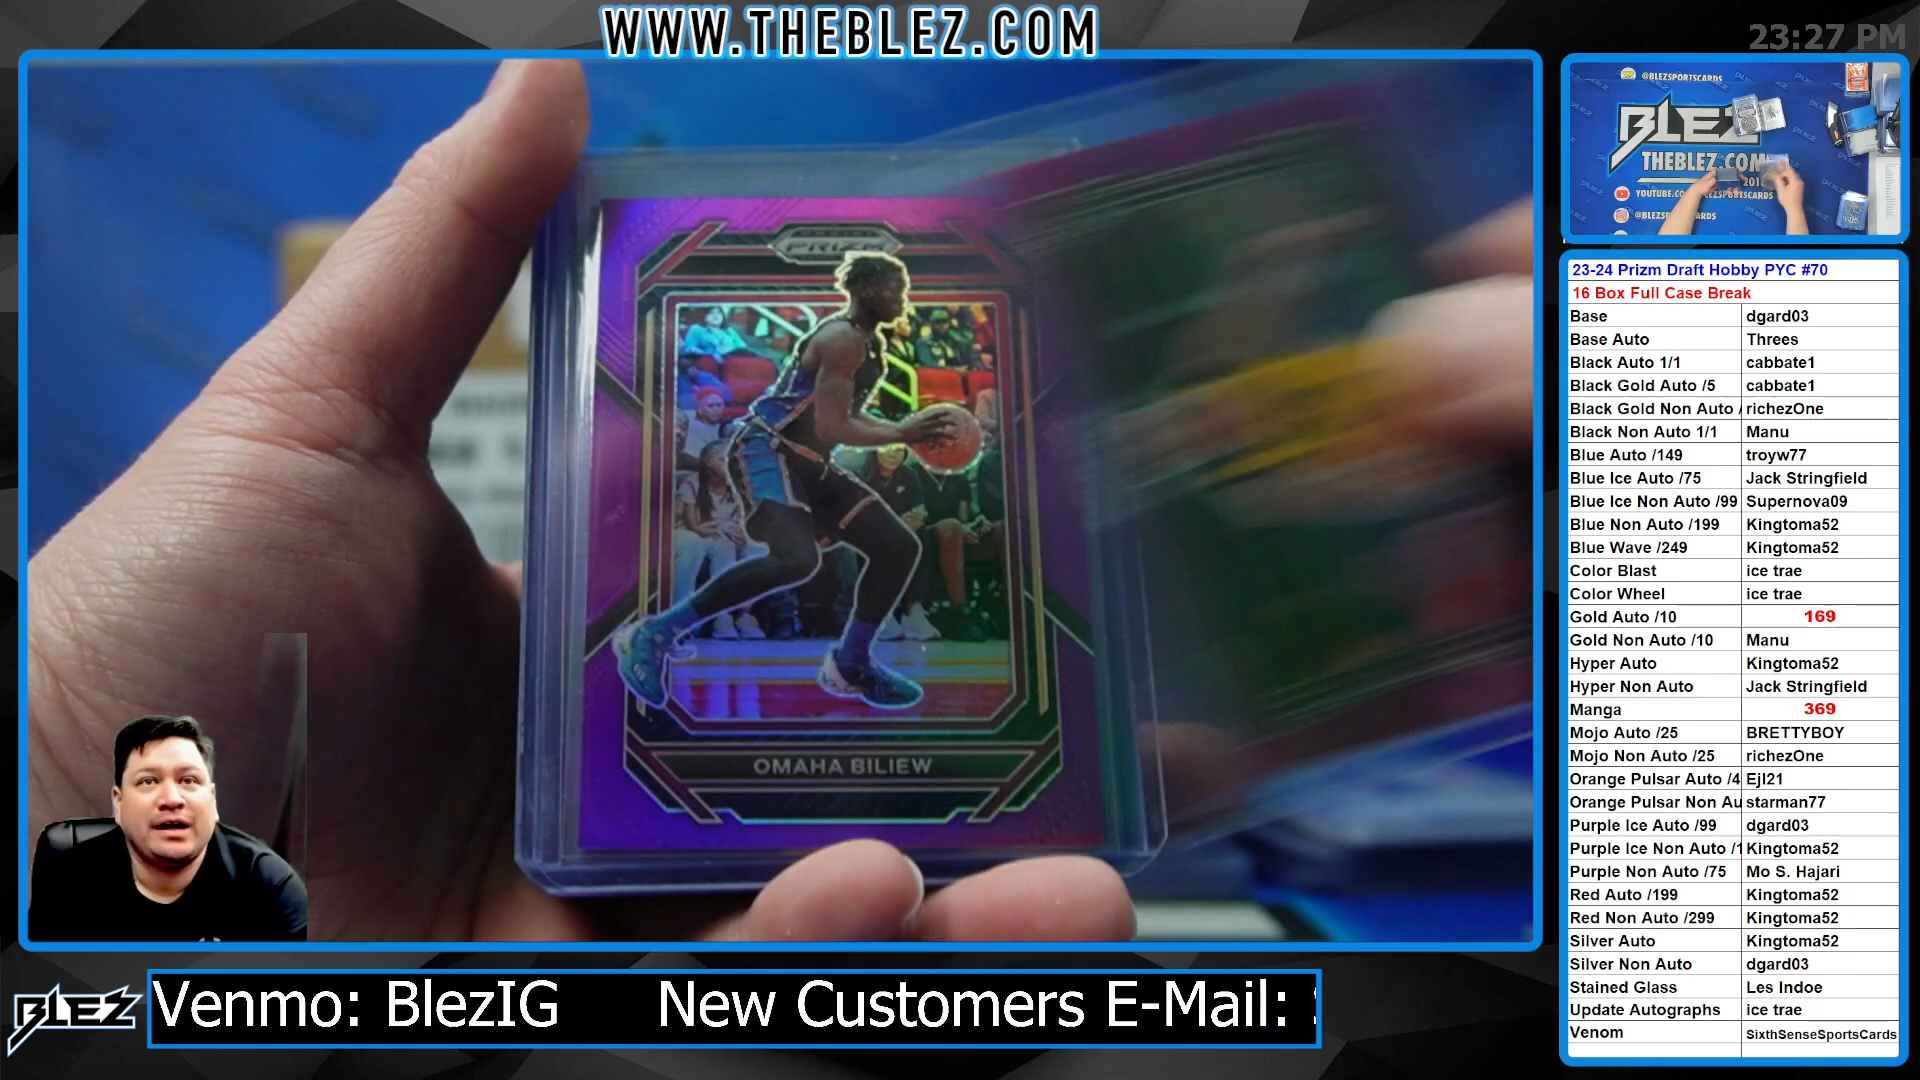 WWW.THEBLEZ.COM
23:27 PM
@BLEZSPORTSCARDS
BLEZ
THEBLEZ.COM
PRIZM
OMAHA BILIEW
23-24 Prizm Draft Hobby PYC #70
16 Box Full Case Break
Base dgard03
Base Auto Threes
Black Auto 1/1 cabbate1
Black Gold Auto /5 cabbate1
Black Gold Non Auto / richezOne
Black Non Auto 1/1 Manu
Blue Auto /149 troyw77
Blue Ice Auto /75 Jack Stringfield
Blue Ice Non Auto /99 Supernova09
Blue Non Auto /199 Kingtoma52
Blue Wave /249 Kingtoma52
Color Blast ice trae
Color Wheel ice trae
Gold Auto /10 169
Gold Non Auto /10 Manu
Hyper Auto Kingtoma52
Hyper Non Auto Jack Stringfield
Manga 369
Mojo Auto /25 BRETTYBOY
Mojo Non Auto /25 richezOne
Orange Pulsar Auto /4 Ejl21
Orange Pulsar Non Au starman77
Purple Ice Auto /99 dgard03
Purple Ice Non Auto /1 Kingtoma52
Purple Non Auto /75 Mo S. Hajari
Red Auto /199 Kingtoma52
Red Non Auto /299 Kingtoma52
Silver Auto Kingtoma52
Silver Non Auto dgard03
Stained Glass Les Indoe
Update Autographs ice trae
Venom SixthSenseSportsCards
BLEZ
Venmo: BlezIG New Customers E-Mail: